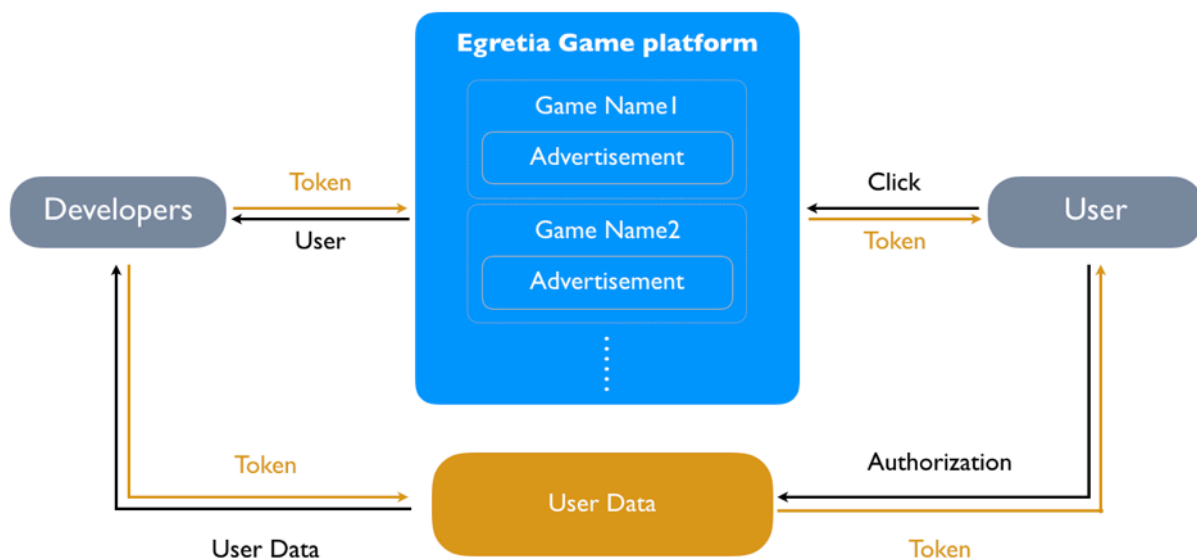 Egretia Game platform
Game Name1
Advertisement
Token
Click
Developers
User
User
Game Name2
Token
Advertisement
Token
Authorization
User Data
User Data
Token